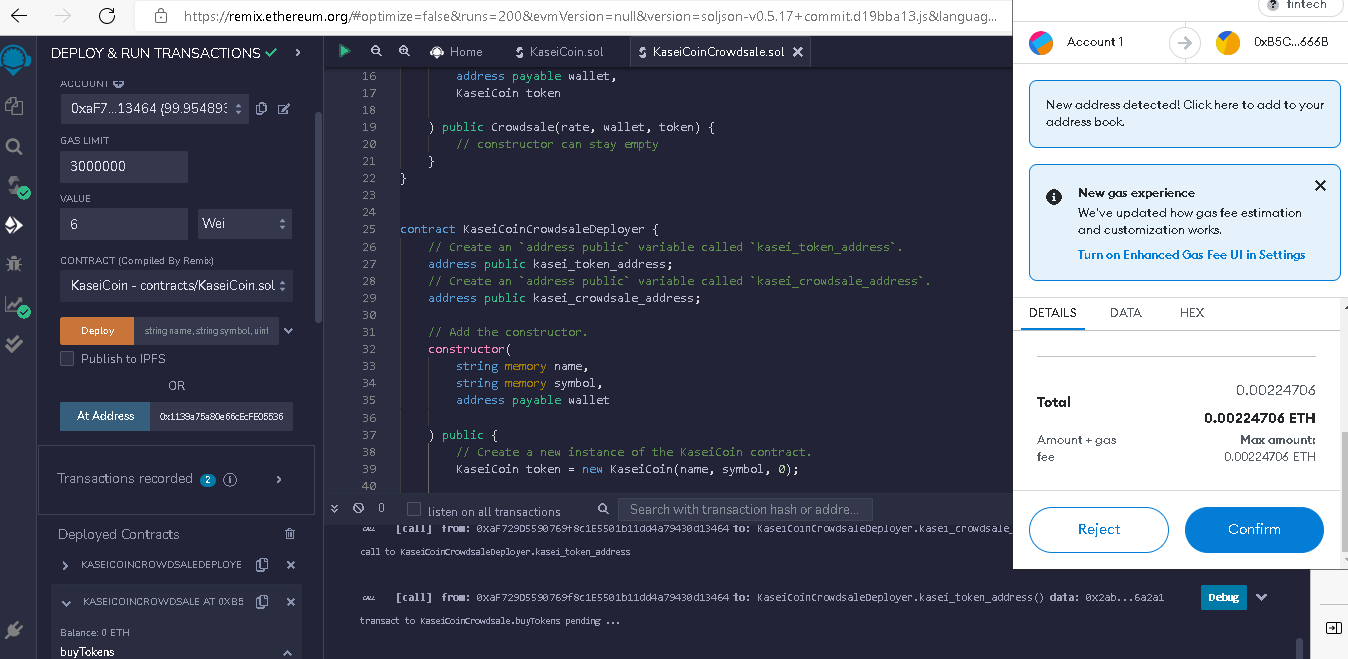 https://remix.ethereum.org/#optimize=false&runs=200&evmVersion=null&version=soljson-v0.5.17+commit.d19bba13.js&languag...
fintech
DEPLOY & RUN TRANSACTIONS
ACCOUNT
0xaF7...13464 (99.954893
GAS LIMIT
3000000
VALUE
6
Wei
CONTRACT (Compiled By Remix)
KaseiCoin - contracts/KaseiCoin.sol
Deploy
string name, string symbol, uint
Publish to IPFS
OR
At Address
0x1139a75a80e66cEcFE05536
Transactions recorded 2
Deployed Contracts
KASEICOINCROWDSALEDEPLOYE
KASEICOINCROWDSALE AT 0XB5
Balance: 0 ETH
buyTokens
Home
KaseiCoin.sol
KaseiCoinCrowdsale.sol
16 address payable wallet,
17 KaseiCoin token
18
19 ) public Crowdsale(rate, wallet, token) {
20 // constructor can stay empty
21 }
22 }
23
24
25 contract KaseiCoinCrowdsaleDeployer {
26 // Create an `address public` variable called `kasei_token_address`.
27 address public kasei_token_address;
28 // Create an `address public` variable called `kasei_crowdsale_address`.
29 address public kasei_crowdsale_address;
30
31 // Add the constructor.
32 constructor(
33 string memory name,
34 string memory symbol,
35 address payable wallet
36
37 ) public {
38 // Create a new instance of the KaseiCoin contract.
39 KaseiCoin token = new KaseiCoin(name, symbol, 0);
40
0
listen on all transactions
Search with transaction hash or addre...
CALL [call] from: 0xaF729D5590769f8c1E5501b11dd4a79430d13464 to: KaseiCoinCrowdsaleDeployer.kasei_crowdsale_
call to KaseiCoinCrowdsaleDeployer.kasei_token_address
CALL [call] from: 0xaF729D5590769f8c1E5501b11dd4a79430d13464 to: KaseiCoinCrowdsaleDeployer.kasei_token_address() data: 0x2ab...6a2a1
Debug
transact to KaseiCoinCrowdsale.buyTokens pending ...
Account 1
0xB5C...666B
New address detected! Click here to add to your
address book.
New gas experience
We've updated how gas fee estimation
and customization works.
Turn on Enhanced Gas Fee UI in Settings
DETAILS
DATA
HEX
0.00224706
Total
0.00224706 ETH
Amount + gas
fee
Max amount:
0.00224706 ETH
Reject
Confirm